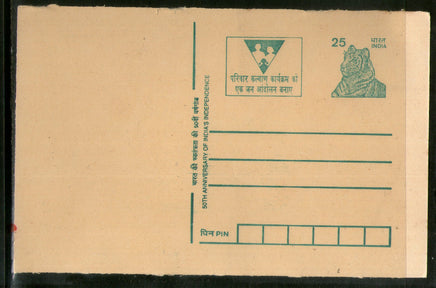 25
भारत
INDIA
परिवार कल्याण कार्यक्रम को
एक जन आंदोलन बनाए
भारत की स्वतंत्रता की 50वीं वर्षगांठ
50TH ANNIVERSARY OF INDIA'S INDEPENDENCE
पिन PIN